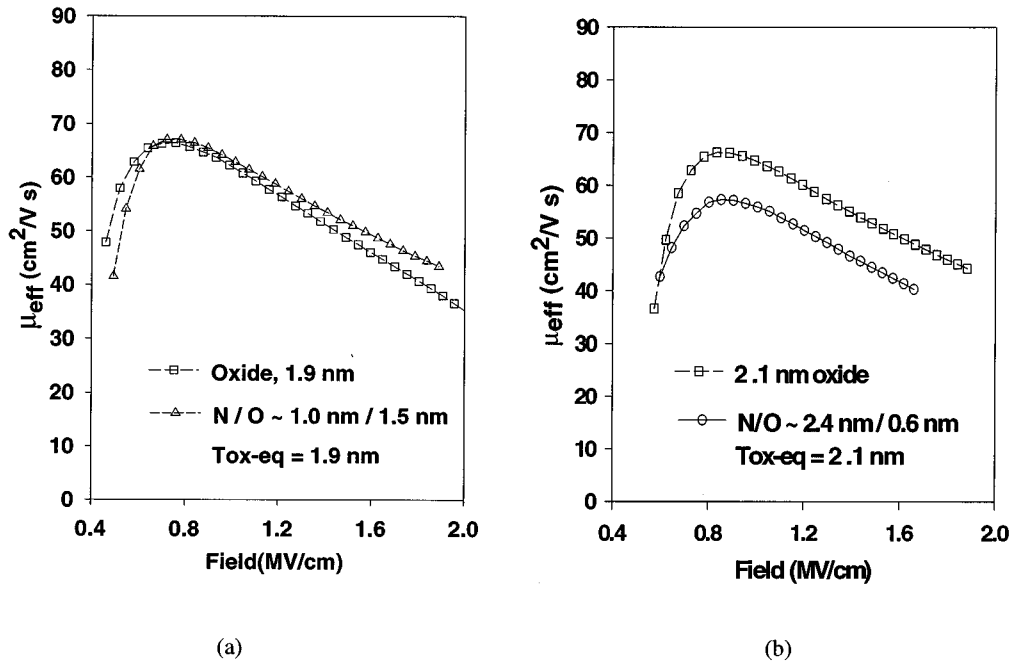 90
80
70
60
50
40
30
20
10
0
μeff (cm2/V s)
Oxide, 1.9 nm
N / O ~ 1.0 nm / 1.5 nm
Tox-eq = 1.9 nm
0.4 0.8 1.2 1.6 2.0
Field(MV/cm)
(a)
90
80
70
60
50
40
30
20
10
0
μeff (cm2/V s)
2.1 nm oxide
N/O ~ 2.4 nm / 0.6 nm
Tox-eq = 2.1 nm
0.4 0.8 1.2 1.6 2.0
Field (MV/cm)
(b)